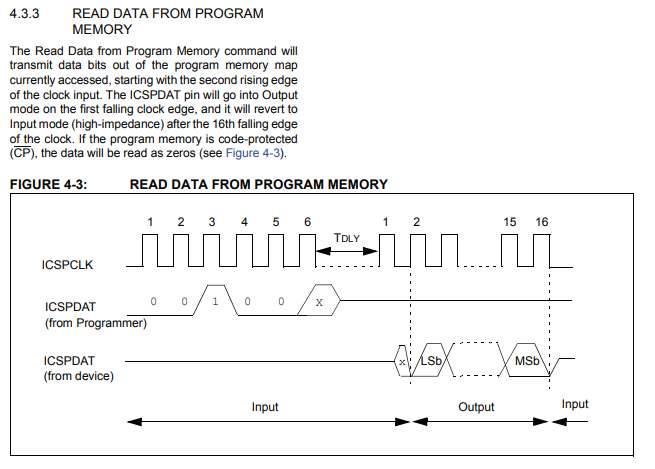 4.3.3 READ DATA FROM PROGRAM
MEMORY
The Read Data from Program Memory command will
transmit data bits out of the program memory map
currently accessed, starting with the second rising edge
of the clock input. The ICSPDAT pin will go into Output
mode on the first falling clock edge, and it will revert to
Input mode (high-impedance) after the 16th falling edge
of the clock. If the program memory is code-protected
(CP), the data will be read as zeros (see Figure 4-3).
FIGURE 4-3: READ DATA FROM PROGRAM MEMORY
1 2 3 4 5 6 1 2 15 16
TDLY
ICSPCLK
ICSPDAT 0 0 1 0 0 x
(from Programmer)
ICSPDAT x LSb MSb
(from device)
Input Output Input